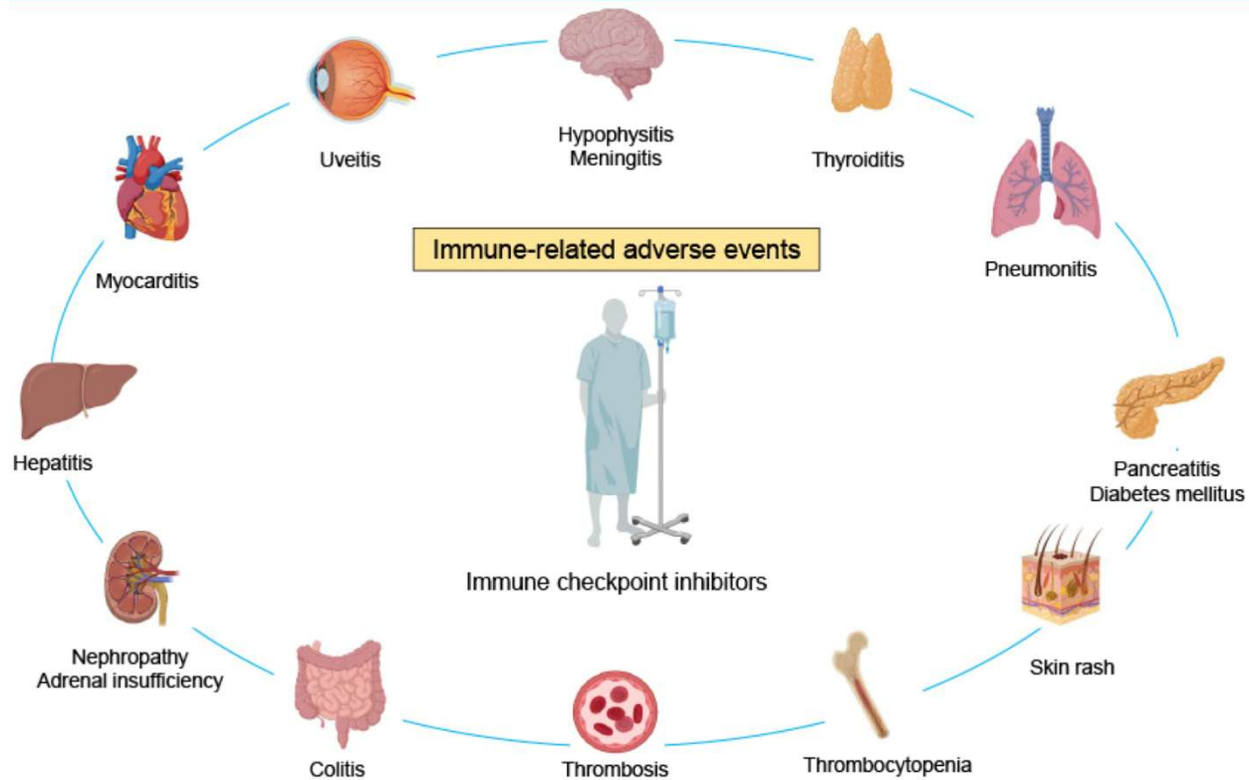 Uveitis
Hypophysitis
Meningitis
Thyroiditis
Myocarditis
Immune-related adverse events
Pneumonitis
Hepatitis
Pancreatitis
Diabetes mellitus
Immune checkpoint inhibitors
Nephropathy
Adrenal insufficiency
Skin rash
Colitis
Thrombosis
Thrombocytopenia